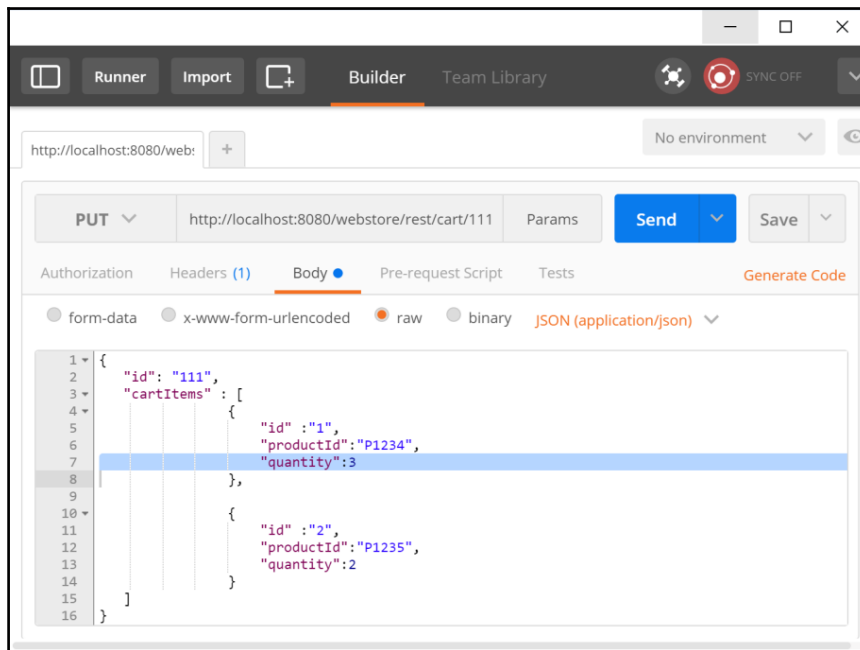 Runner Import Builder Team Library SYNC OFF
http://localhost:8080/webs +
No environment
PUT http://localhost:8080/webstore/rest/cart/111 Params Send Save
Authorization Headers (1) Body Pre-request Script Tests Generate Code
form-data x-www-form-urlencoded raw binary JSON (application/json)
1 {
2 "id": "111",
3 "cartItems" : [
4 {
5 "id" :"1",
6 "productId":"P1234",
7 "quantity":3
8 },
9
10 {
11 "id" :"2",
12 "productId":"P1235",
13 "quantity":2
14 }
15 ]
16 }